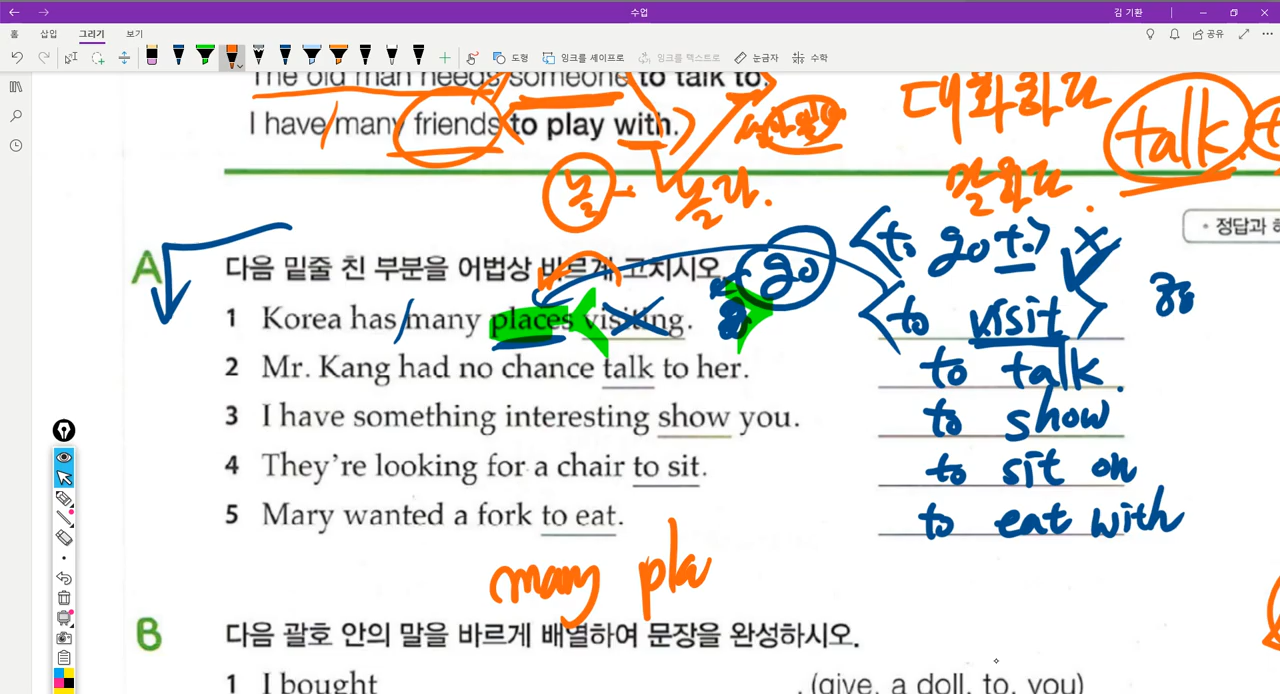 수업
김 기환
홈 삽입 그리기 보기
도형 잉크를 셰이프로 잉크를 텍스트로 눈금자 수학 공유
The old man needs someone to talk to.
대화하다
I have many friends to play with.
talk
놀 놀다. 말하다.
정답과 해
<to go to>
go
A 다음 밑줄 친 부분을 어법상 바르게 고치시오.
1 Korea has many places visiting. <to visit>
2 Mr. Kang had no chance talk to her. to talk.
3 I have something interesting show you. to show
4 They're looking for a chair to sit. to sit on
5 Mary wanted a fork to eat. to eat with
many pla
B 다음 괄호 안의 말을 바르게 배열하여 문장을 완성하시오.
1 I bought . (give, a doll, to, you)